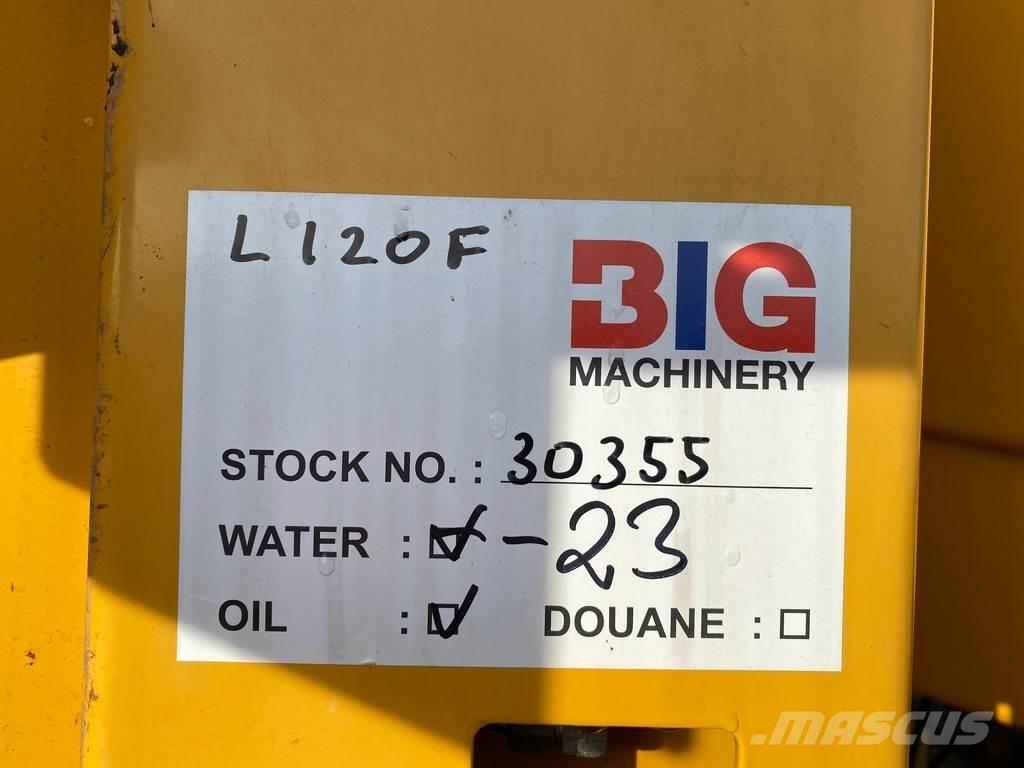 L120F
BIG
MACHINERY
STOCK NO. : 30355
WATER : ☑ -23
OIL : ☑ DOUANE : ☐
.MASCUS